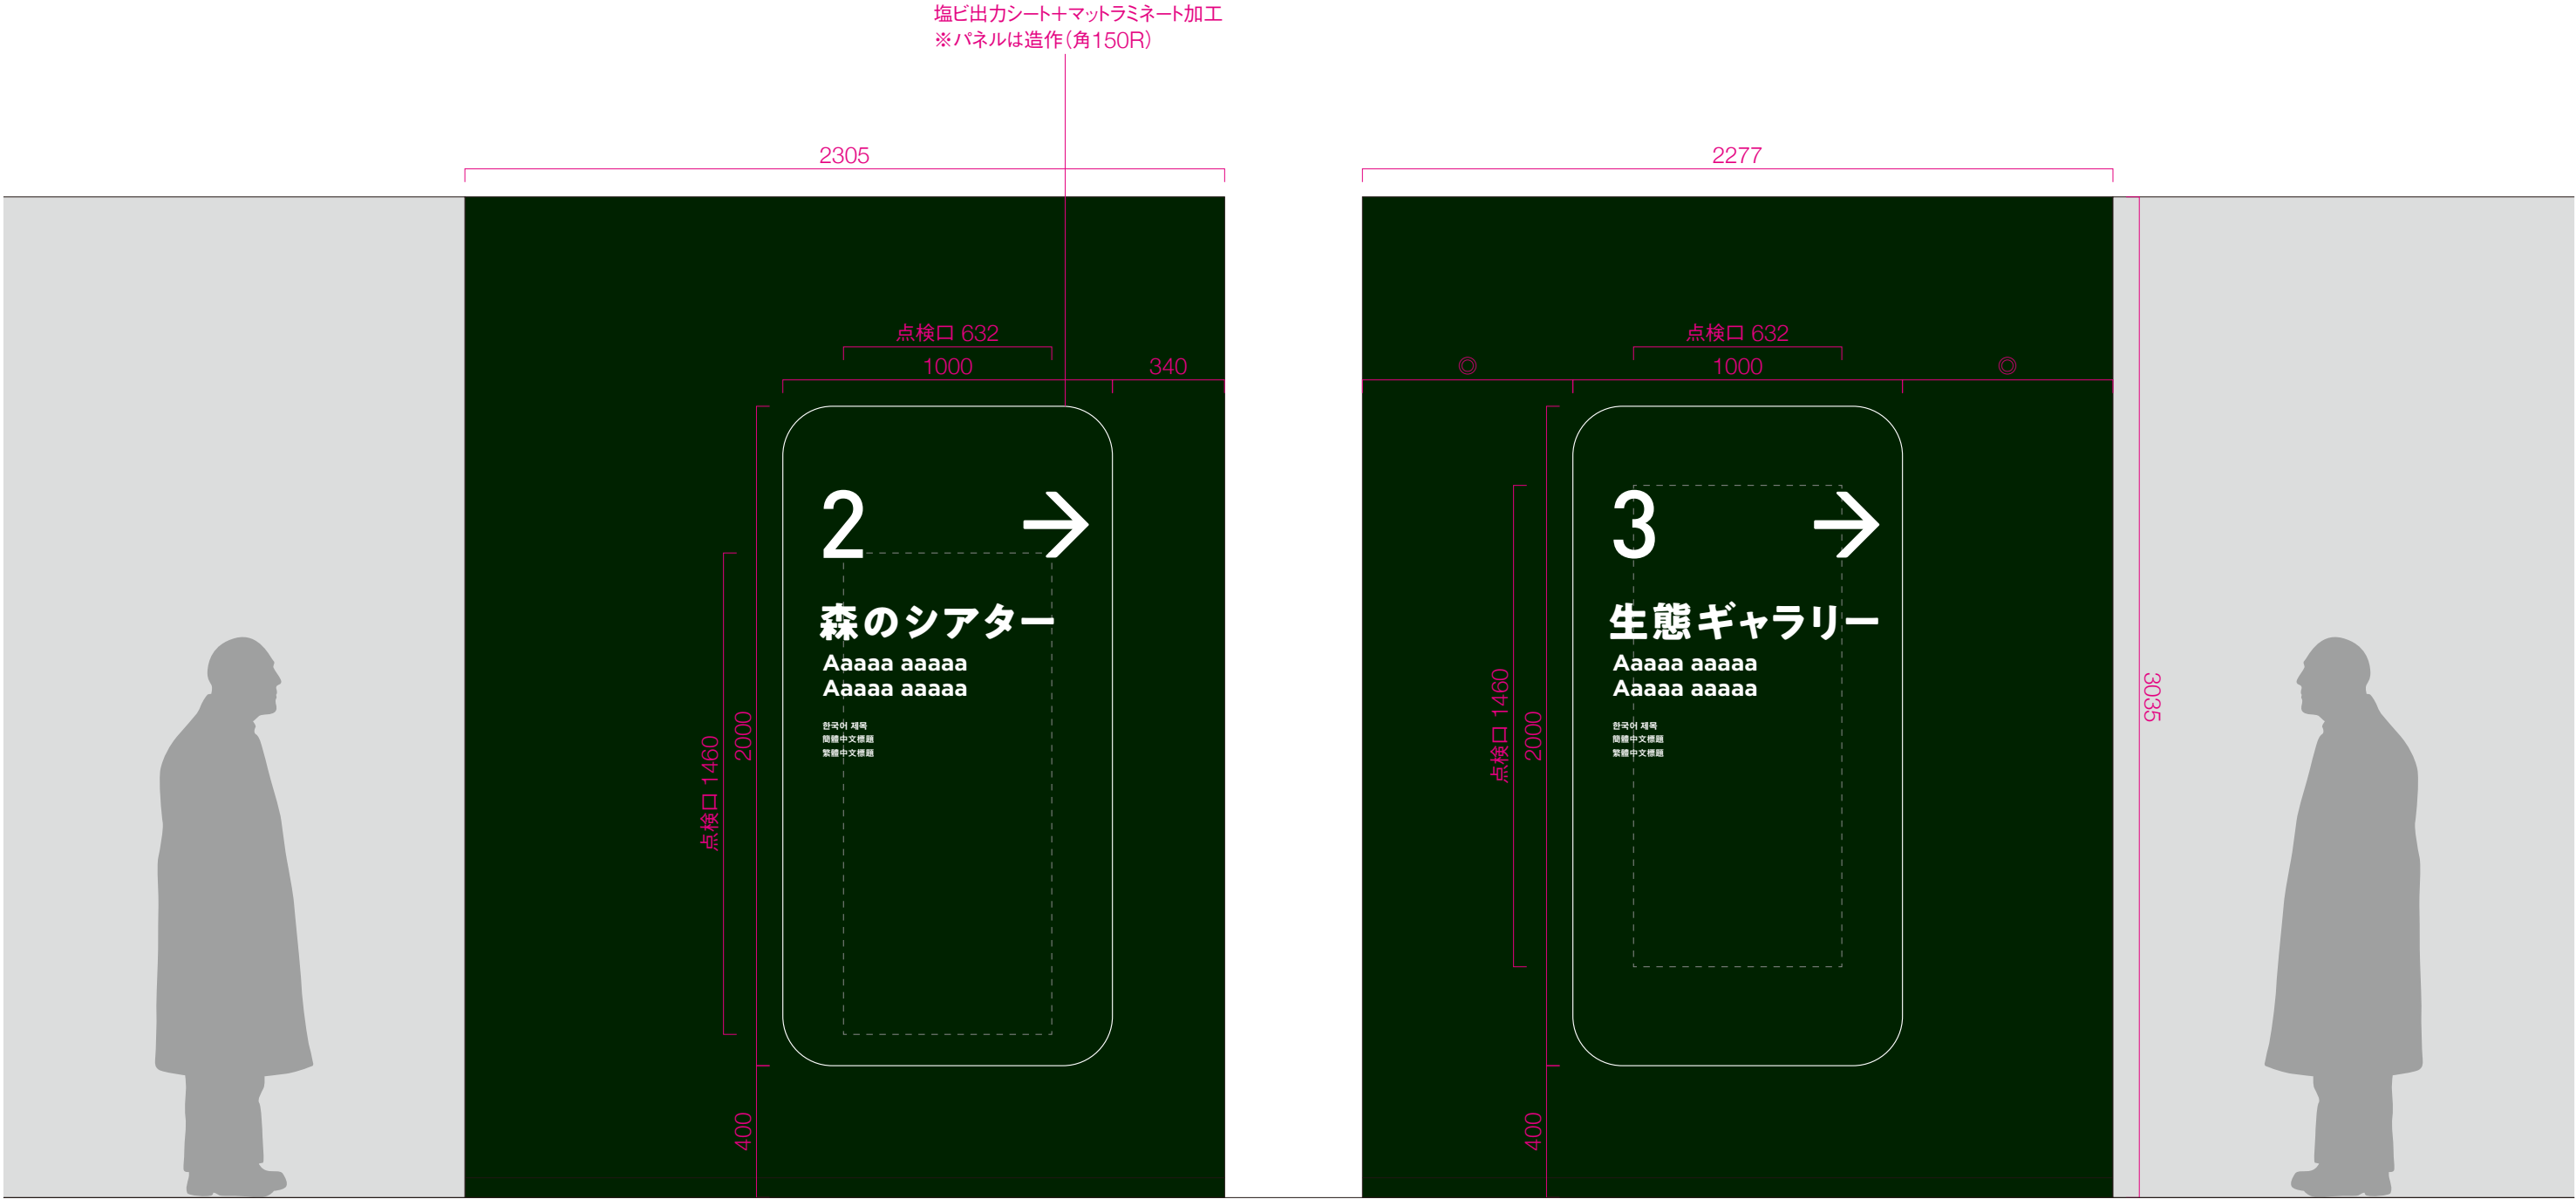 塩ビ出力シート＋マットラミネート加工
※パネルは造作（角150R）
2305
点検口 632
1000
340
2
→
森のシアター
Aaaaa aaaaa
Aaaaa aaaaa
한국어 제목
簡體中文標題
繁體中文標題
点検口 1460
2000
400
2277
点検口 632
◎
1000
◎
3
→
生態ギャラリー
Aaaaa aaaaa
Aaaaa aaaaa
한국어 제목
簡體中文標題
繁體中文標題
点検口 1460
2000
400
3035